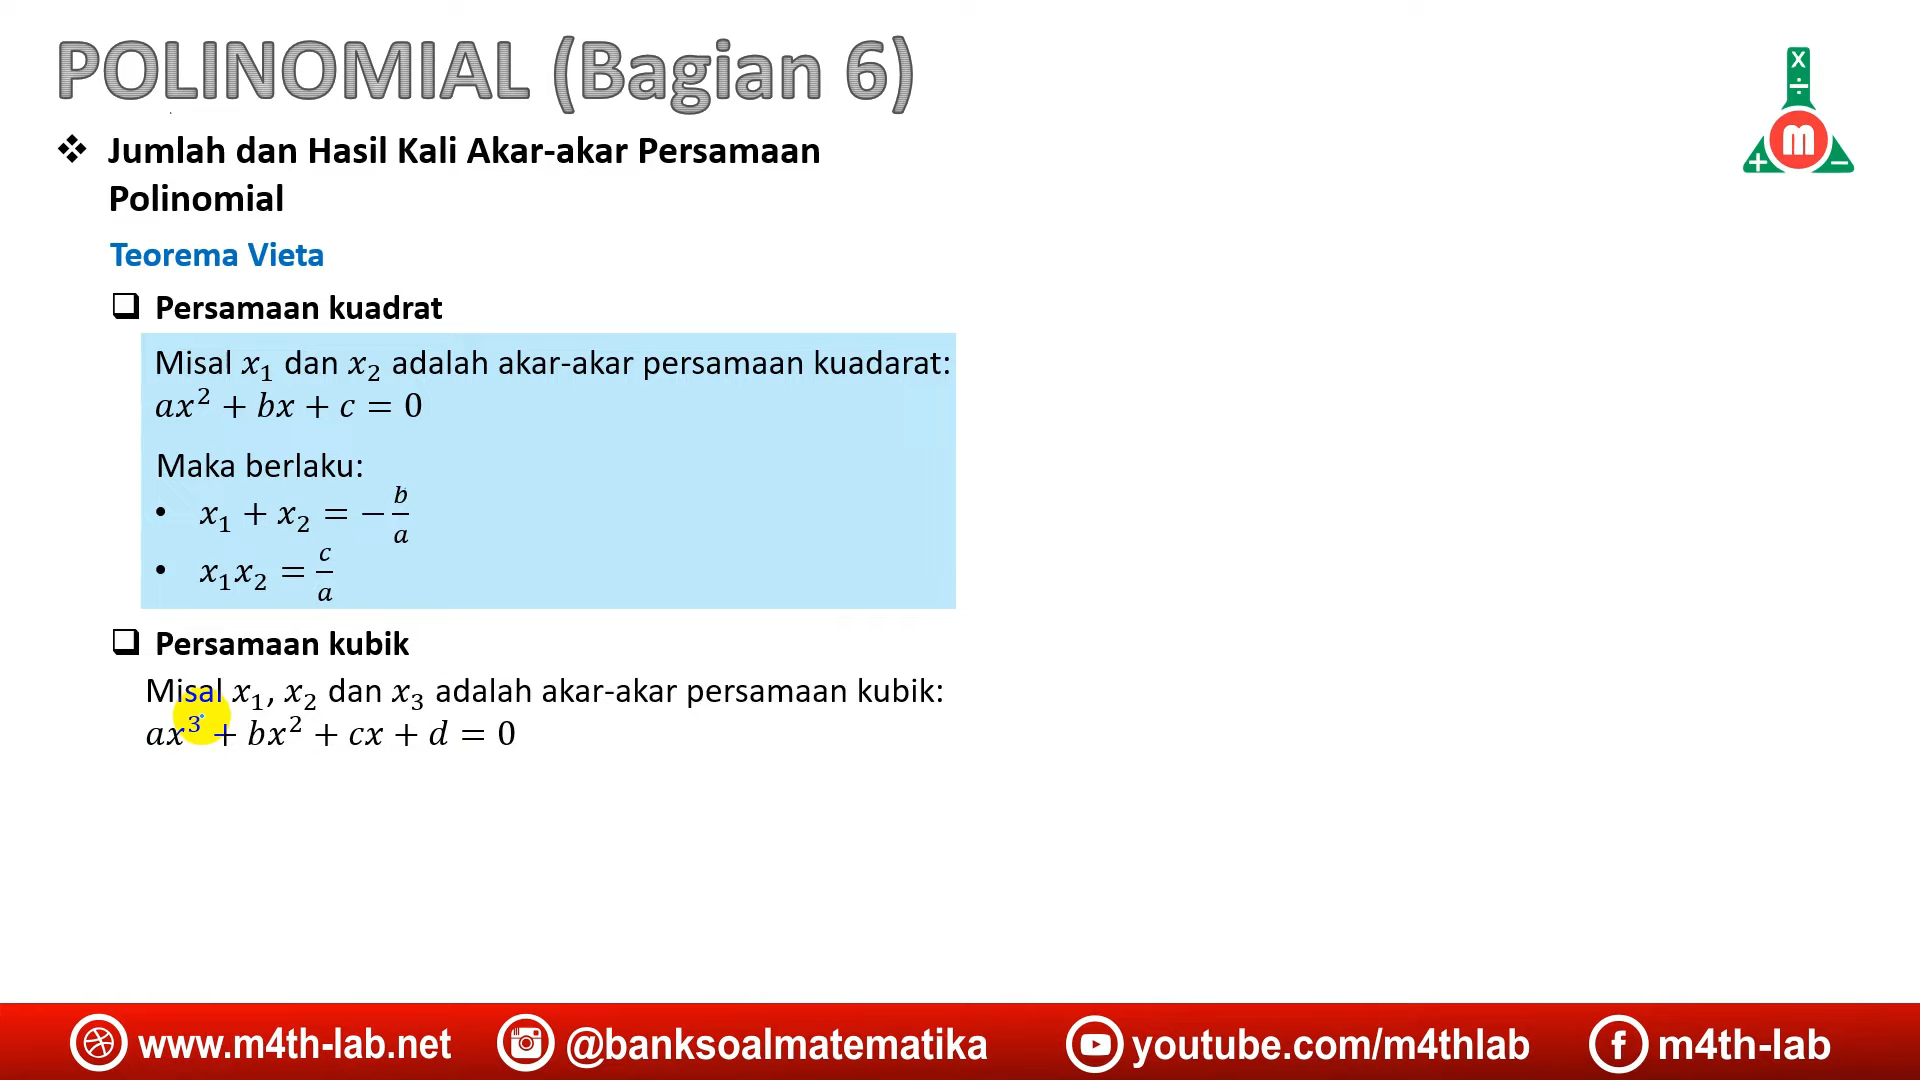 POLINOMIAL (Bagian 6)
❖ Jumlah dan Hasil Kali Akar-akar Persamaan
Polinomial
Teorema Vieta
❑ Persamaan kuadrat
Misal x₁ dan x₂ adalah akar-akar persamaan kuadarat:
ax² + bx + c = 0
Maka berlaku:
• x₁ + x₂ = −b/a
• x₁x₂ = c/a
❑ Persamaan kubik
Misal x₁, x₂ dan x₃ adalah akar-akar persamaan kubik:
ax³ + bx² + cx + d = 0
X
÷
m
+ −
www.m4th-lab.net @banksoalmatematika youtube.com/m4thlab m4th-lab